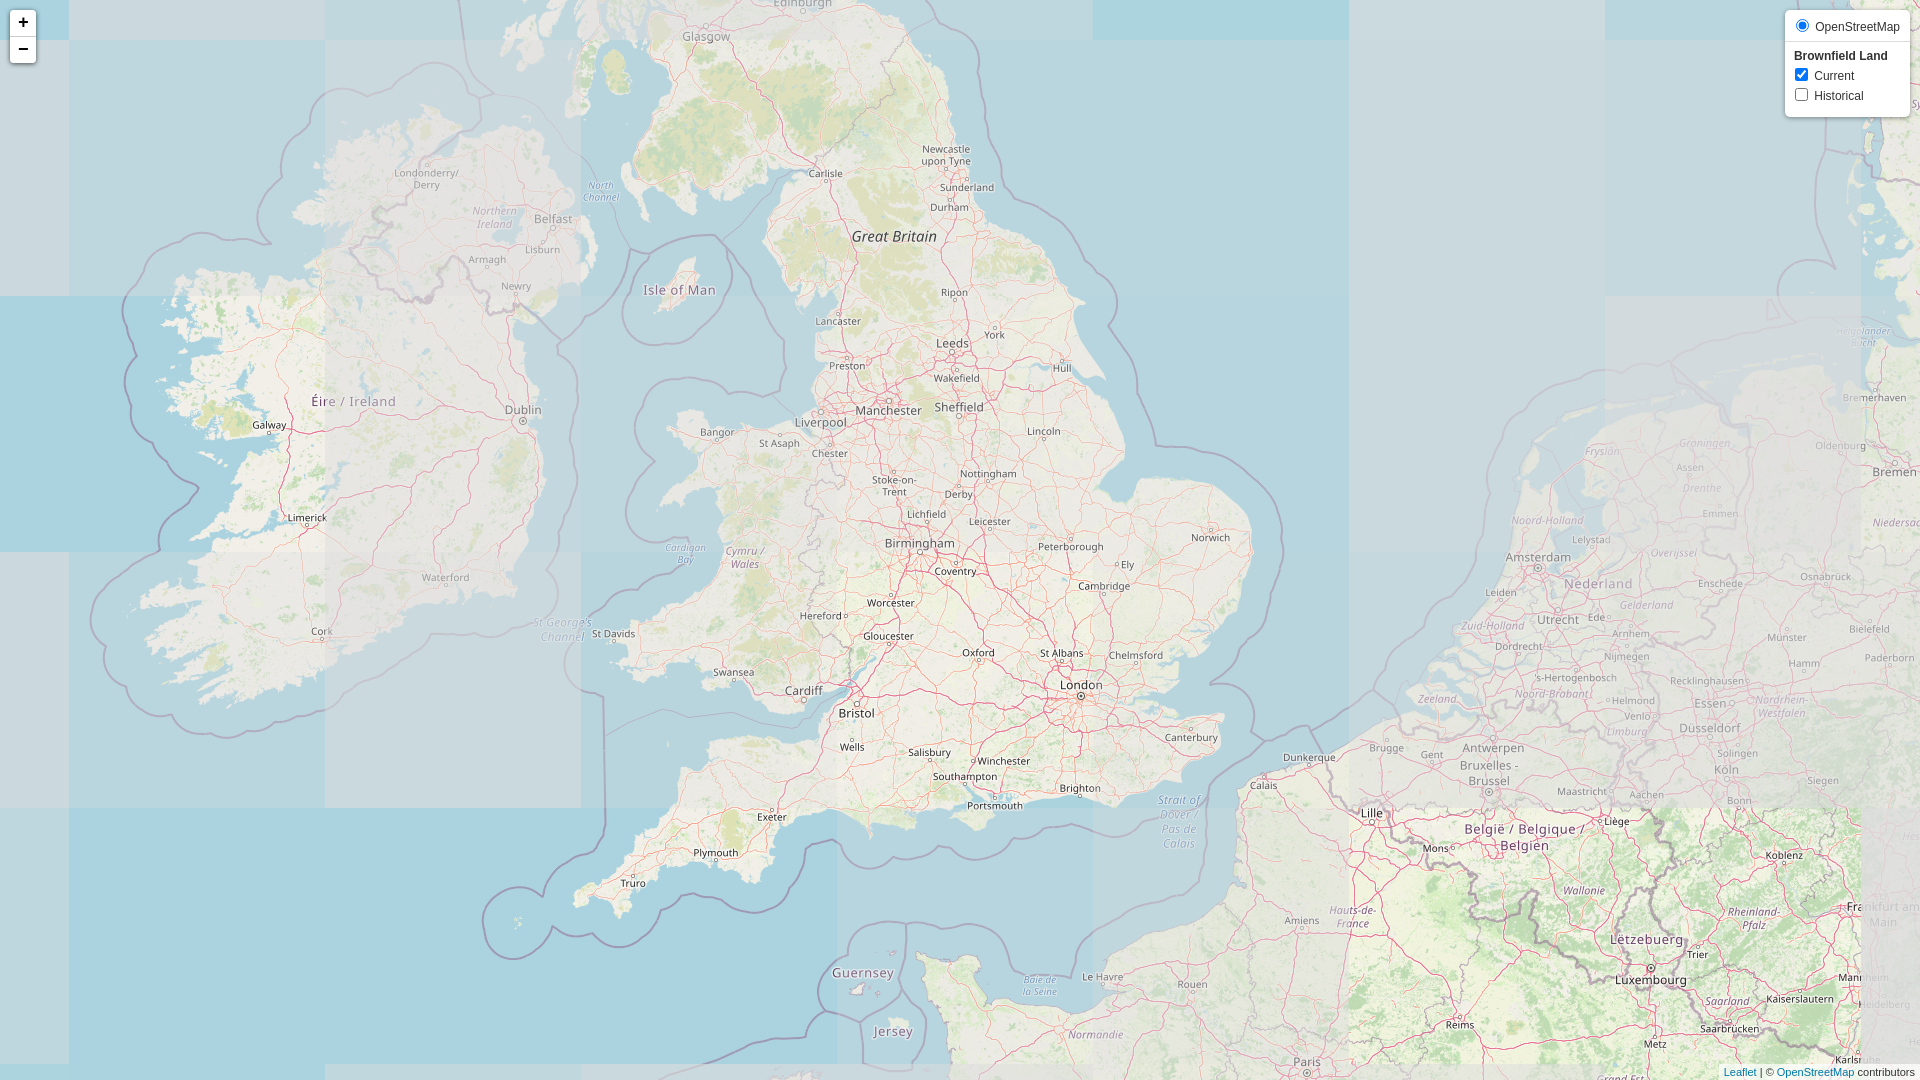 +
−
OpenStreetMap
Brownfield Land
Current
Historical
Edinburgh
Glasgow
Newcastle
upon Tyne
Carlisle
Sunderland
Durham
Londonderry/
Derry
North
Channel
Northern
Ireland
Belfast
Lisburn
Armagh
Newry
Great Britain
Isle of Man
Ripon
Lancaster
York
Leeds
Preston
Wakefield
Hull
Éire / Ireland
Dublin
Galway
Manchester
Sheffield
Liverpool
Bangor
St Asaph
Chester
Lincoln
Stoke-on-
Trent
Nottingham
Derby
Lichfield
Leicester
Limerick
Birmingham
Peterborough
Norwich
Cardigan
Bay
Cymru /
Wales
Coventry
Ely
Cambridge
Waterford
Worcester
Hereford
St George's
Channel
Cork
St Davids
Gloucester
Oxford
St Albans
Chelmsford
Swansea
Cardiff
London
Bristol
Canterbury
Wells
Salisbury
Winchester
Southampton
Portsmouth
Brighton
Exeter
Plymouth
Truro
Strait of
Dover /
Pas de
Calais
Calais
Dunkerque
Guernsey
Jersey
Baie de
la Seine
Le Havre
Rouen
Amiens
Hauts-de-
France
Normandie
Paris
Reims
Metz
Grand Est
Helgoländer
Bucht
Bremerhaven
Oldenburg
Bremen
Groningen
Fryslân
Assen
Drenthe
Emmen
Niedersac
Noord-Holland
Lelystad
Overijssel
Amsterdam
Nederland
Enschede
Osnabrück
Leiden
Gelderland
Utrecht
Ede
Zuid-Holland
Arnhem
Münster
Bielefeld
Dordrecht
Nijmegen
Hamm
Paderborn
's-Hertogenbosch
Recklinghausen
Zeeland
Noord-Brabant
Helmond
Essen
Nordrhein-
Westfalen
Venlo
Limburg
Düsseldorf
Brugge
Gent
Antwerpen
Solingen
Bruxelles -
Brussel
Köln
Siegen
Maastricht
Aachen
Bonn
Lille
België / Belgique /
Belgien
Liège
Mons
Koblenz
Wallonie
Rheinland-
Pfalz
Frankfurt am
Main
Lëtzebuerg
Trier
Luxembourg
Mannheim
Saarland
Kaiserslautern
Heidelberg
Saarbrücken
Karlsruhe
Leaflet | © OpenStreetMap contributors